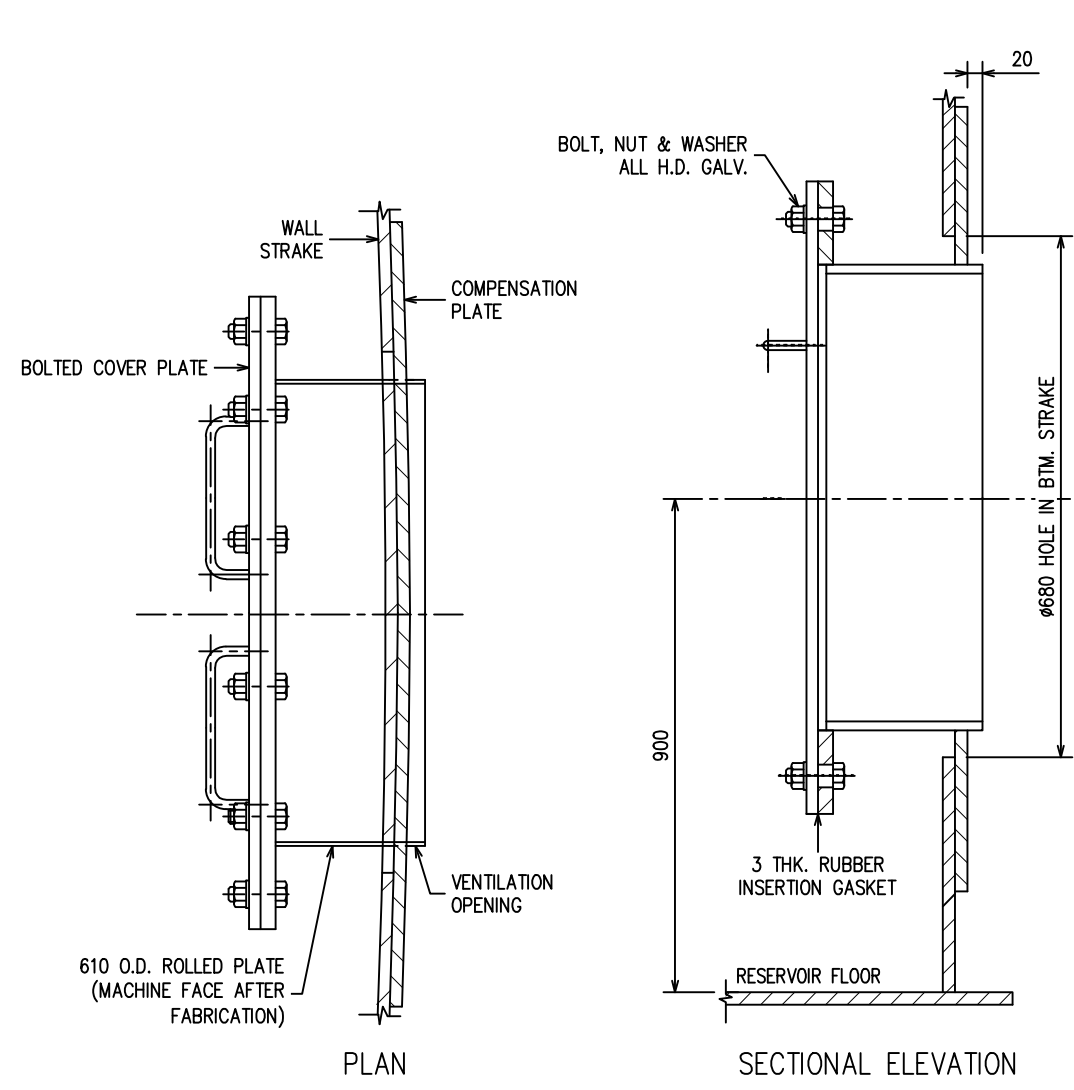 20
BOLT, NUT & WASHER
ALL H.D. GALV.
WALL
STRAKE
COMPENSATION
PLATE
BOLTED COVER PLATE
ø680 HOLE IN BTM. STRAKE
900
3 THK. RUBBER
INSERTION GASKET
VENTILATION
OPENING
610 O.D. ROLLED PLATE
(MACHINE FACE AFTER
FABRICATION)
RESERVOIR FLOOR
PLAN
SECTIONAL ELEVATION